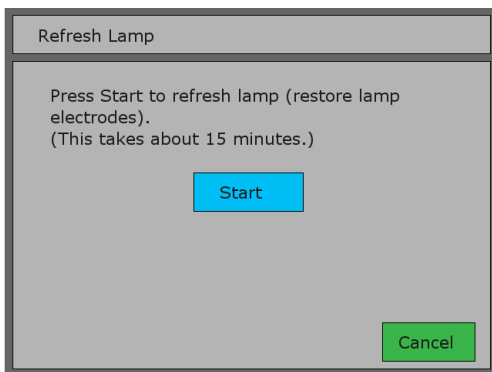 Refresh Lamp
Press Start to refresh lamp (restore lamp
electrodes).
(This takes about 15 minutes.)
Start
Cancel